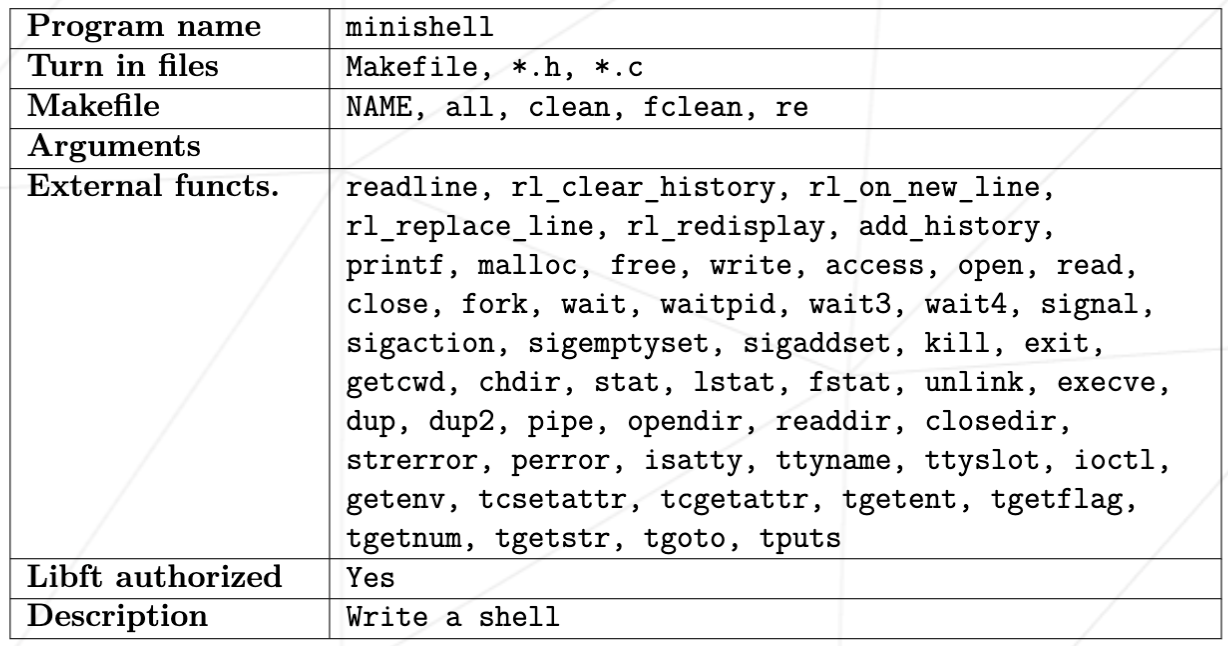 Program name minishell
Turn in files Makefile, *.h, *.c
Makefile NAME, all, clean, fclean, re
Arguments
External functs. readline, rl_clear_history, rl_on_new_line,
rl_replace_line, rl_redisplay, add_history,
printf, malloc, free, write, access, open, read,
close, fork, wait, waitpid, wait3, wait4, signal,
sigaction, sigemptyset, sigaddset, kill, exit,
getcwd, chdir, stat, lstat, fstat, unlink, execve,
dup, dup2, pipe, opendir, readdir, closedir,
strerror, perror, isatty, ttyname, ttyslot, ioctl,
getenv, tcsetattr, tcgetattr, tgetent, tgetflag,
tgetnum, tgetstr, tgoto, tputs
Libft authorized Yes
Description Write a shell